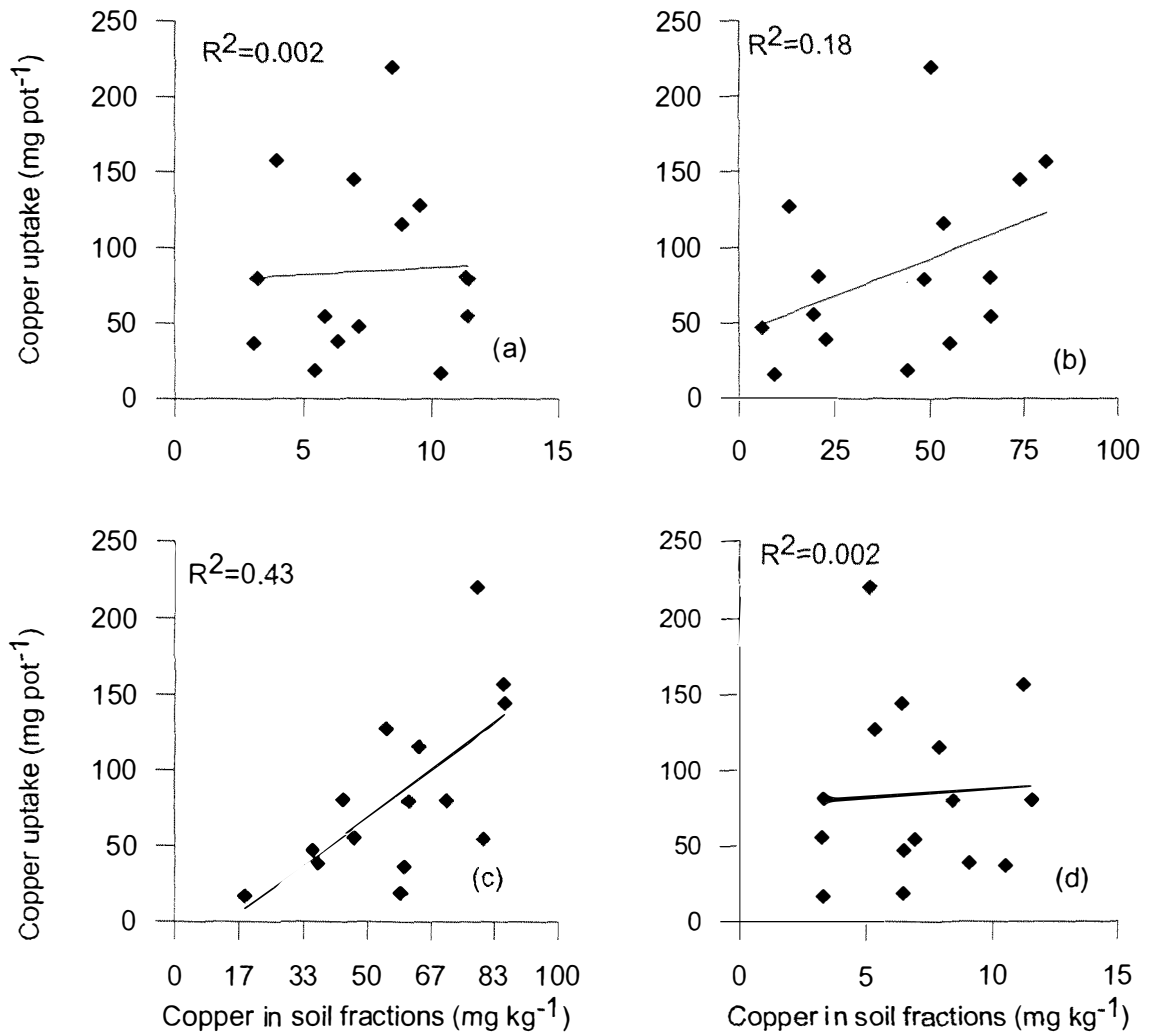 250
200
150
100
50
0
Copper uptake (mg pot-1)
R2=0.002
(a)
0 5 10 15
250
200
150
100
50
0
R2=0.18
(b)
0 25 50 75 100
250
200
150
100
50
0
Copper uptake (mg pot-1)
R2=0.43
(c)
0 17 33 50 67 83 100
Copper in soil fractions (mg kg-1)
250
200
150
100
50
0
R2=0.002
(d)
0 5 10 15
Copper in soil fractions (mg kg-1)